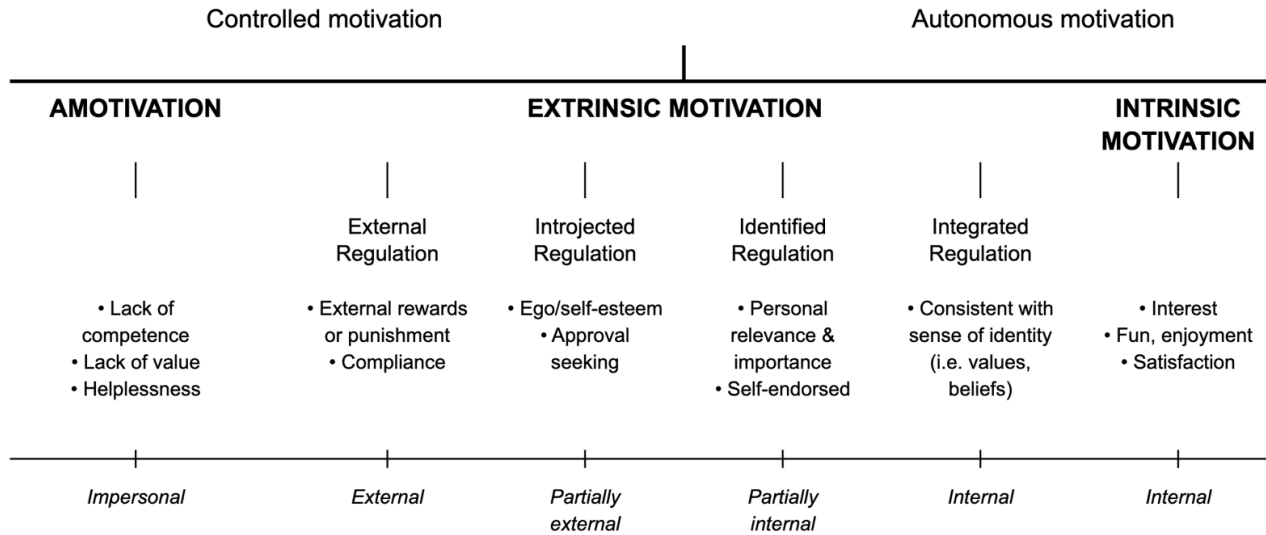 Controlled motivation
Autonomous motivation
AMOTIVATION
EXTRINSIC MOTIVATION
INTRINSIC
MOTIVATION
External
Regulation
Introjected
Regulation
Identified
Regulation
Integrated
Regulation
• Lack of
competence
• Lack of value
• Helplessness
• External rewards
or punishment
• Compliance
• Ego/self-esteem
• Approval
seeking
• Personal
relevance &
importance
• Self-endorsed
• Consistent with
sense of identity
(i.e. values,
beliefs)
• Interest
• Fun, enjoyment
• Satisfaction
Impersonal
External
Partially
external
Partially
internal
Internal
Internal